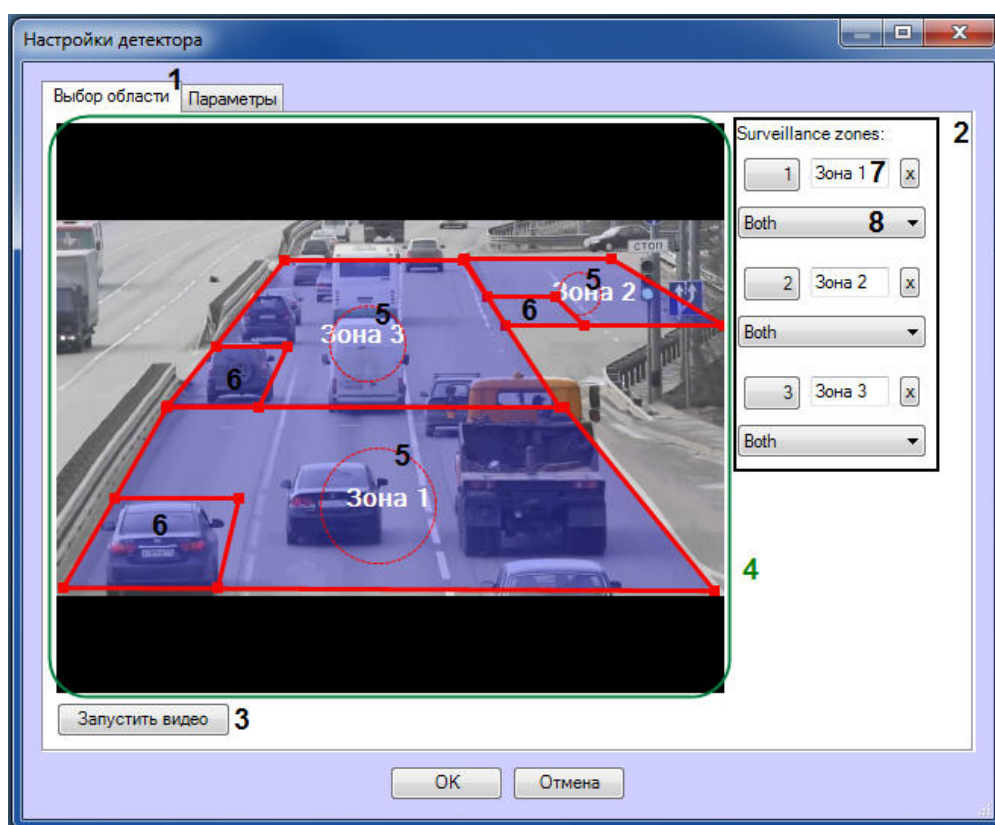 Настройки детектора
Выбор области 1 Параметры
Surveillance zones: 2
1 Зона 1 7 x
Both 8
СТОП
5
Зона 2
6
2 Зона 2 x
5
Зона 3
Both
6
3 Зона 3 x
Both
5
Зона 1
6
4
Запустить видео 3
OK Отмена